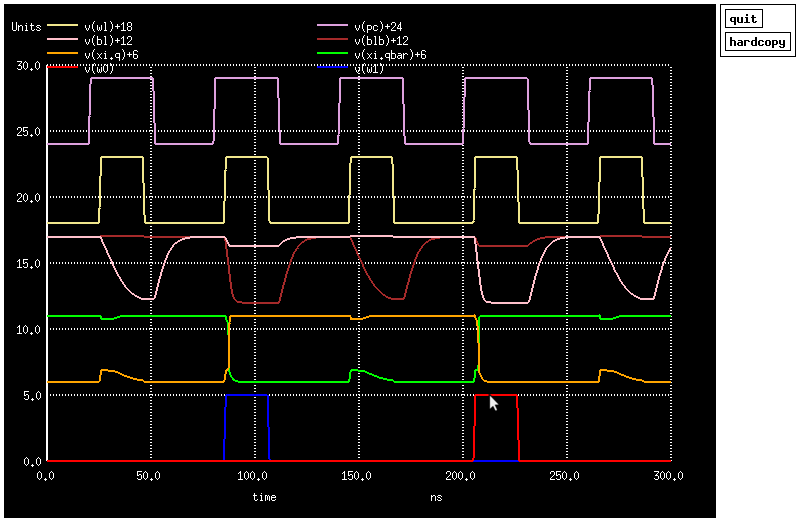 Units v(wl)+18 v(pc)+24 quit
v(bl)+12 v(blb)+12 hardcopy
v(xi.q)+6 v(xi.qbar)+6
v(w0) v(w1)
30.0
25.0
20.0
15.0
10.0
5.0
0.0
0.0 50.0 100.0 150.0 200.0 250.0 300.0
time ns